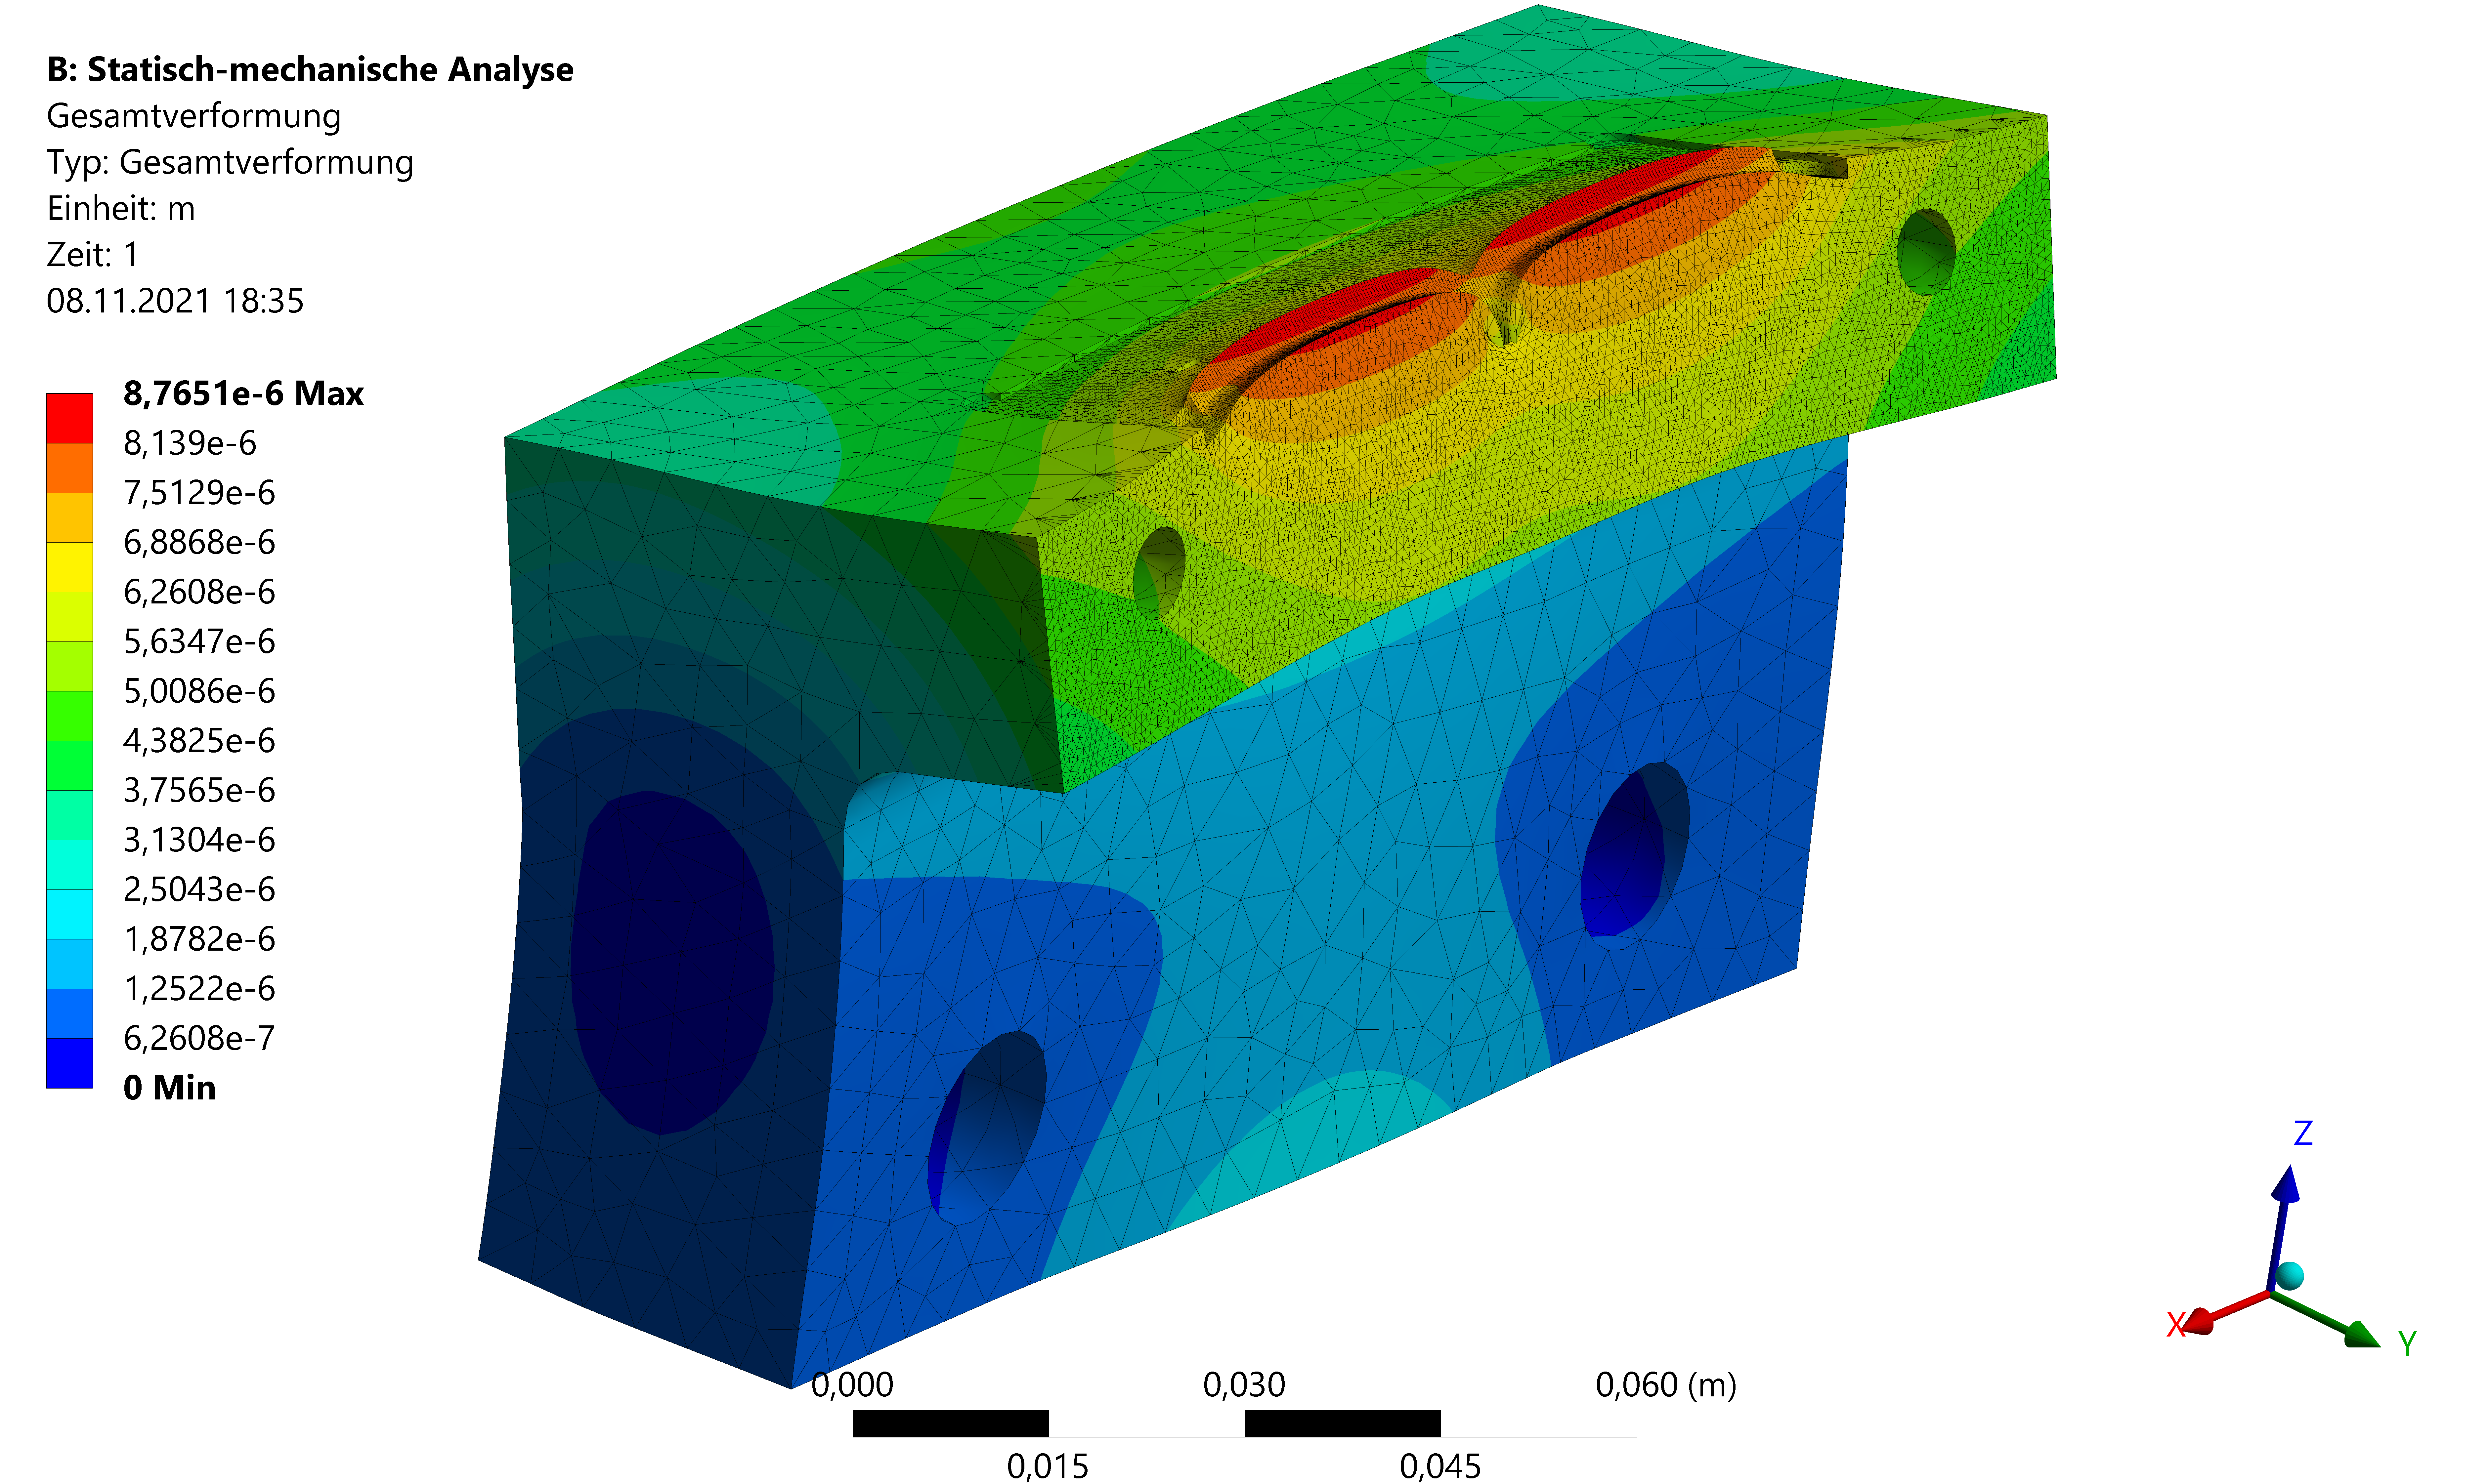 B: Statisch-mechanische Analyse
Gesamtverformung
Typ: Gesamtverformung
Einheit: m
Zeit: 1
08.11.2021 18:35
8,7651e-6 Max
8,139e-6
7,5129e-6
6,8868e-6
6,2608e-6
5,6347e-6
5,0086e-6
4,3825e-6
3,7565e-6
3,1304e-6
2,5043e-6
1,8782e-6
1,2522e-6
6,2608e-7
0 Min
Z
X
Y
0,000 0,030 0,060 (m)
0,015 0,045